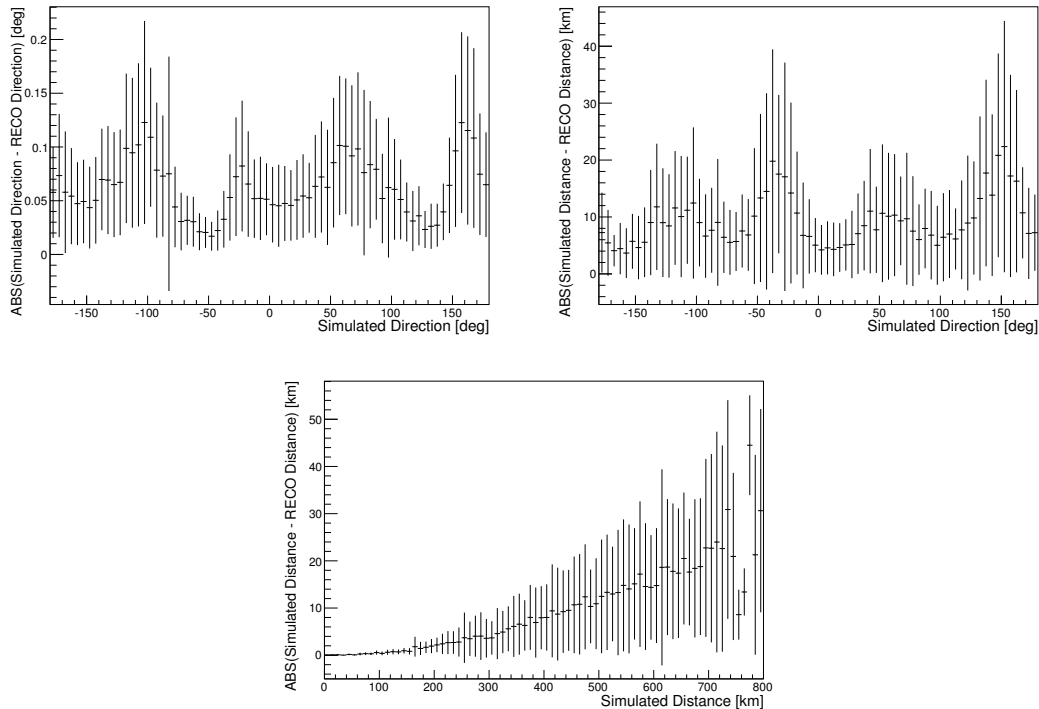 ABS(Simulated Direction - RECO Direction) [deg]
0.2
0.15
0.1
0.05
0
-150 -100 -50 0 50 100 150
Simulated Direction [deg]
ABS(Simulated Distance - RECO Distance) [km]
40
30
20
10
0
-150 -100 -50 0 50 100 150
Simulated Direction [deg]
ABS(Simulated Distance - RECO Distance) [km]
50
40
30
20
10
0
0 100 200 300 400 500 600 700 800
Simulated Distance [km]